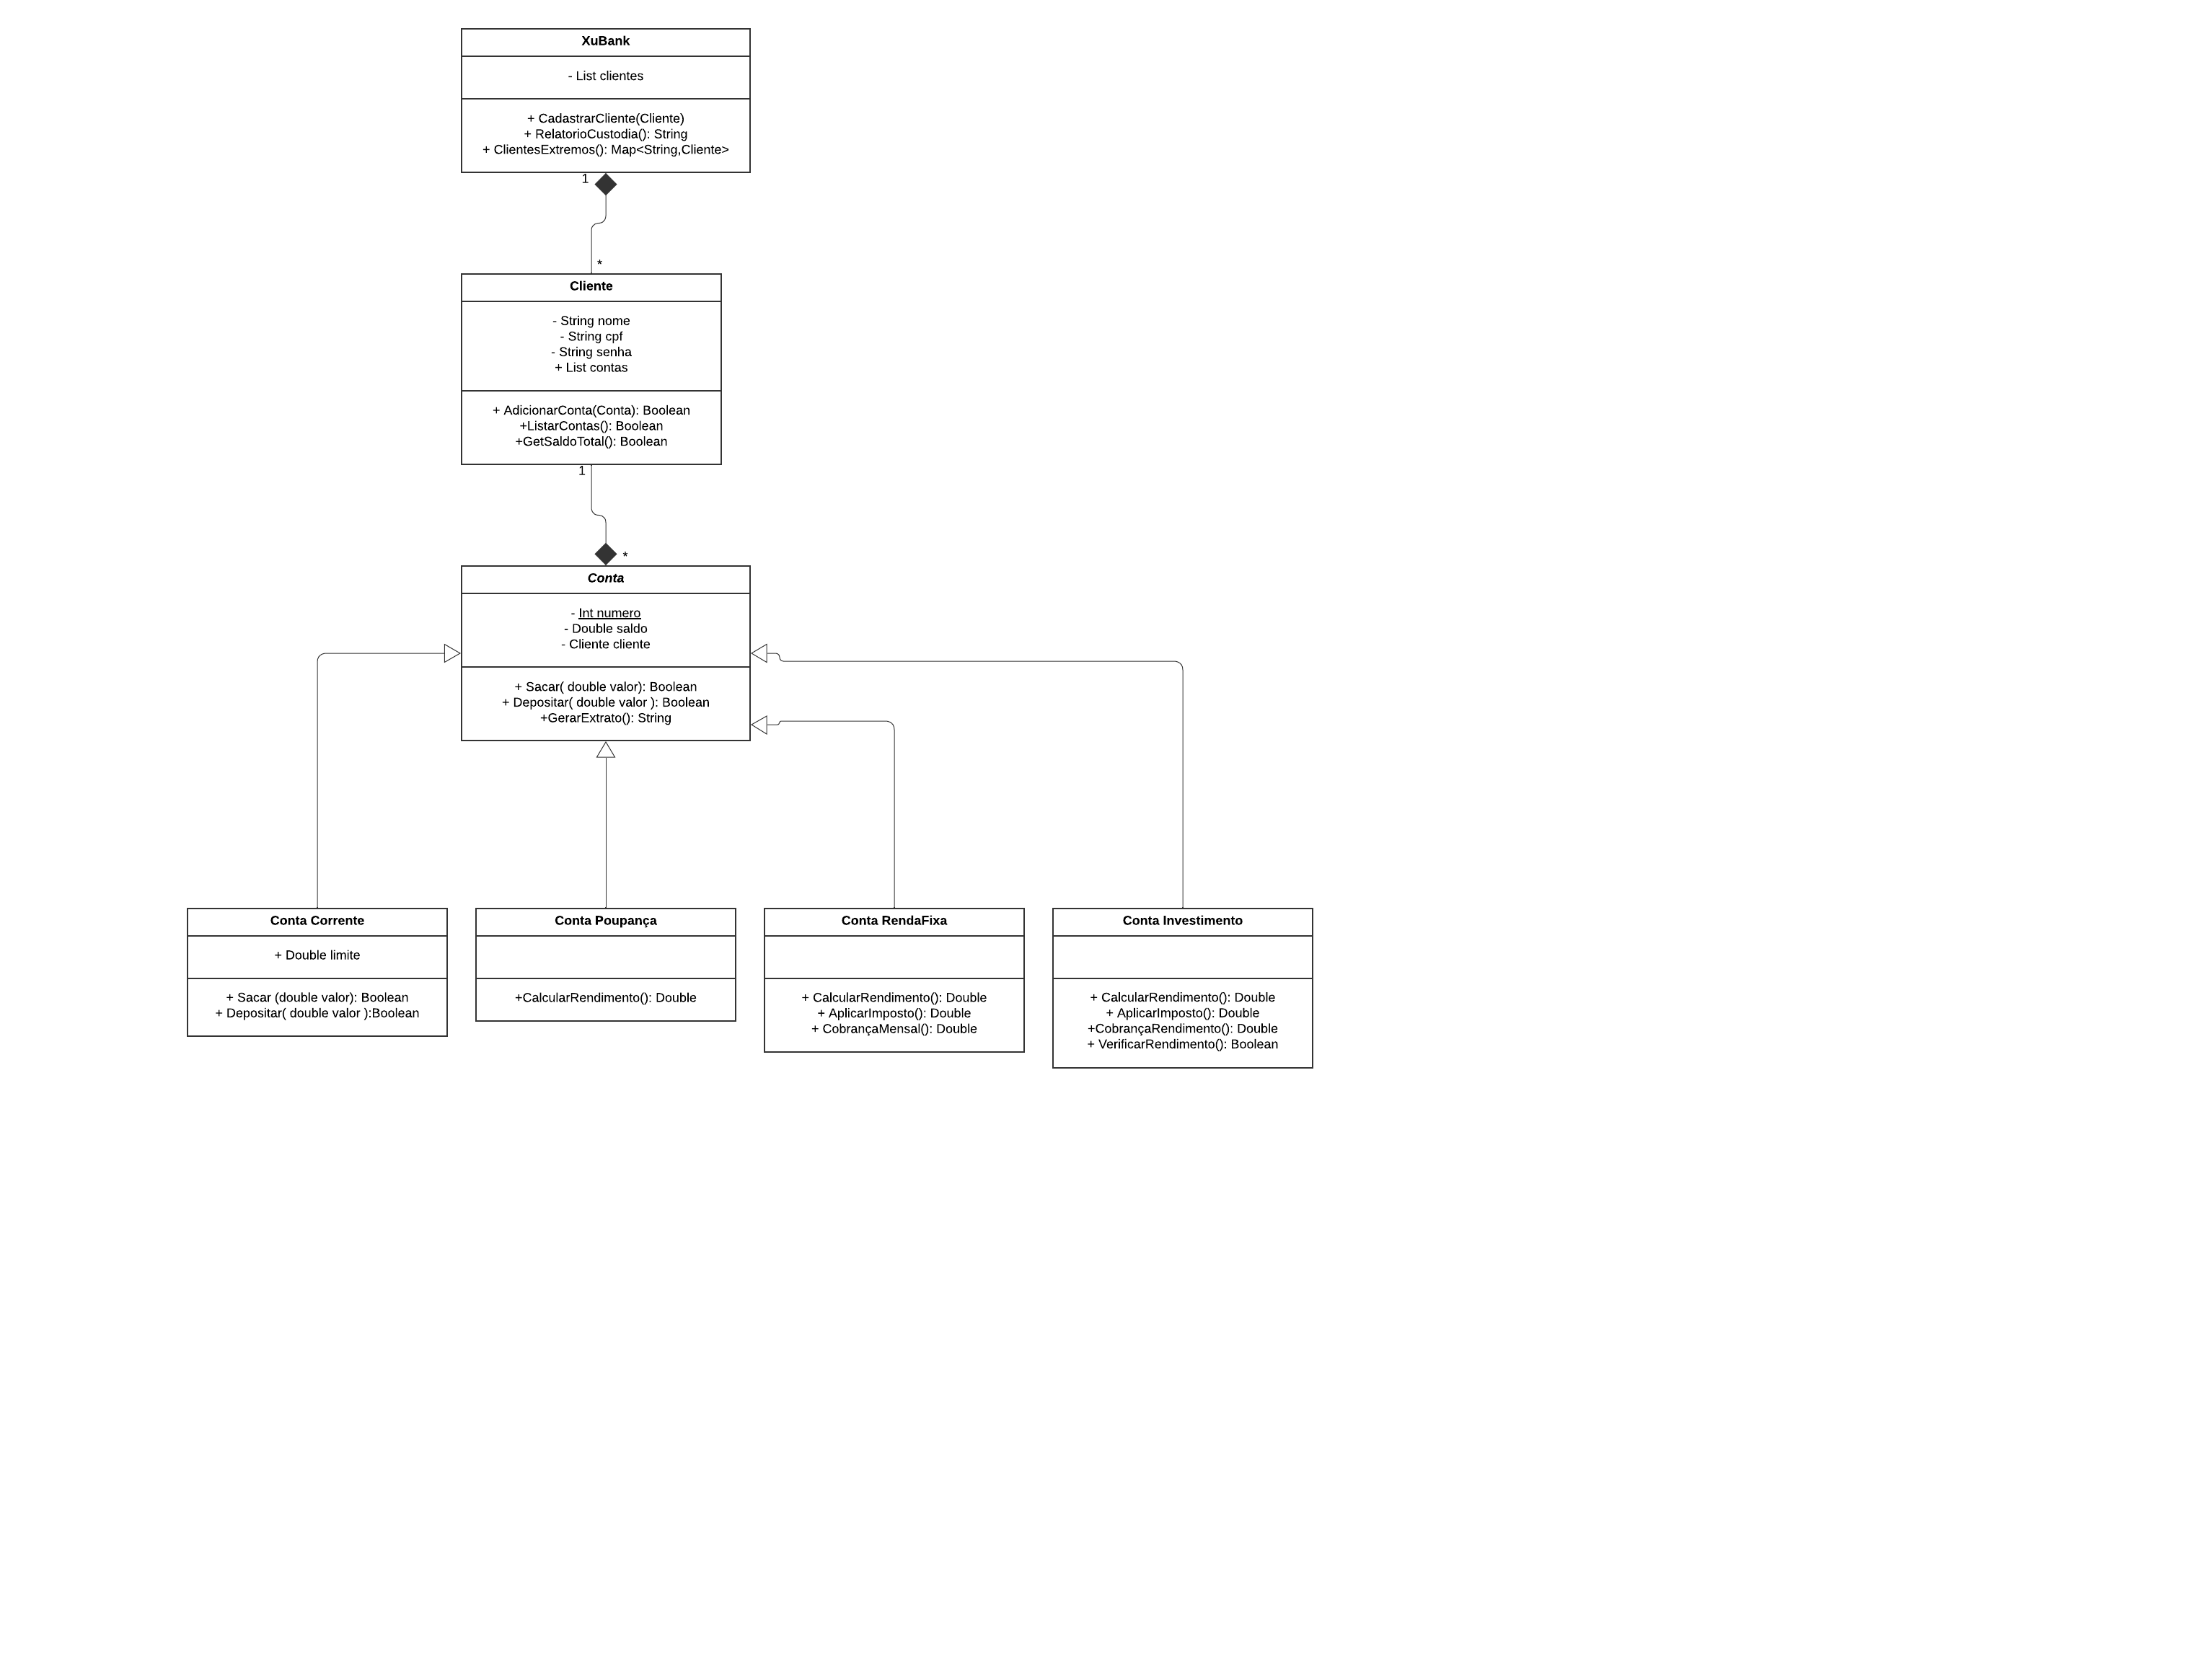 XuBank
- List clientes
+ CadastrarCliente(Cliente)
+ RelatorioCustodia(): String
+ ClientesExtremos(): Map<String,Cliente>
1
*
Cliente
- String nome
- String cpf
- String senha
+ List contas
+ AdicionarConta(Conta): Boolean
+ListarContas(): Boolean
+GetSaldoTotal(): Boolean
1
*
Conta
- Int numero
- Double saldo
- Cliente cliente
+ Sacar( double valor): Boolean
+ Depositar( double valor ): Boolean
+GerarExtrato(): String
Conta Corrente
+ Double limite
+ Sacar (double valor): Boolean
+ Depositar( double valor ):Boolean
Conta Poupança
+CalcularRendimento(): Double
Conta RendaFixa
+ CalcularRendimento(): Double
+ AplicarImposto(): Double
+ CobrançaMensal(): Double
Conta Investimento
+ CalcularRendimento(): Double
+ AplicarImposto(): Double
+CobrançaRendimento(): Double
+ VerificarRendimento(): Boolean